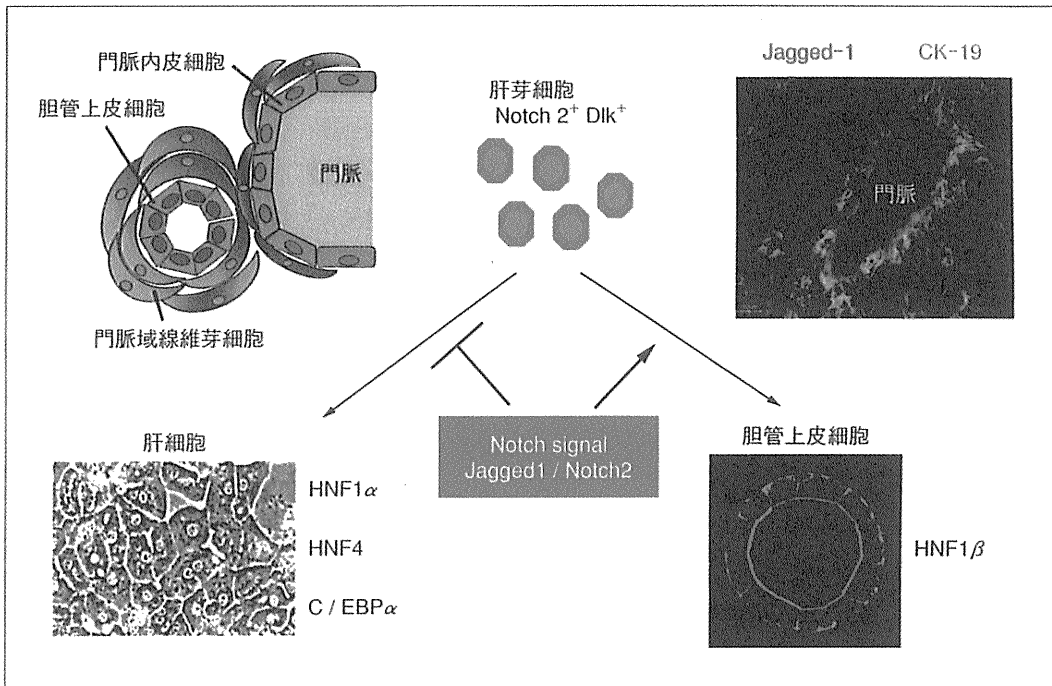 門脈内皮細胞
胆管上皮細胞
門脈
門脈域線維芽細胞
肝芽細胞
Notch 2⁺ Dlk⁺
Jagged-1 CK-19
門脈
Notch signal
Jagged1 / Notch2
肝細胞
HNF1α
HNF4
C / EBPα
胆管上皮細胞
HNF1β